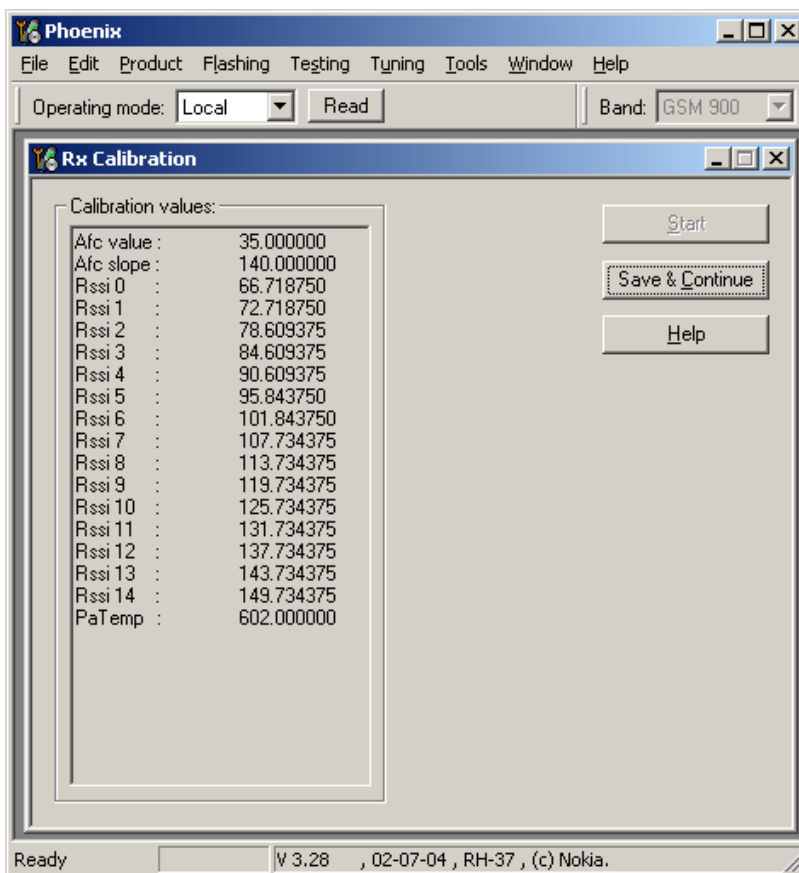 Phoenix
File Edit Product Flashing Testing Tuning Tools Window Help
Operating mode: Local Read Band: GSM 900
Rx Calibration
Calibration values:
Afc value : 35.000000
Afc slope : 140.000000
Rssi 0 : 66.718750
Rssi 1 : 72.718750
Rssi 2 : 78.609375
Rssi 3 : 84.609375
Rssi 4 : 90.609375
Rssi 5 : 95.843750
Rssi 6 : 101.843750
Rssi 7 : 107.734375
Rssi 8 : 113.734375
Rssi 9 : 119.734375
Rssi 10 : 125.734375
Rssi 11 : 131.734375
Rssi 12 : 137.734375
Rssi 13 : 143.734375
Rssi 14 : 149.734375
PaTemp : 602.000000
Start
Save & Continue
Help
Ready V 3.28 , 02-07-04 , RH-37 , (c) Nokia.